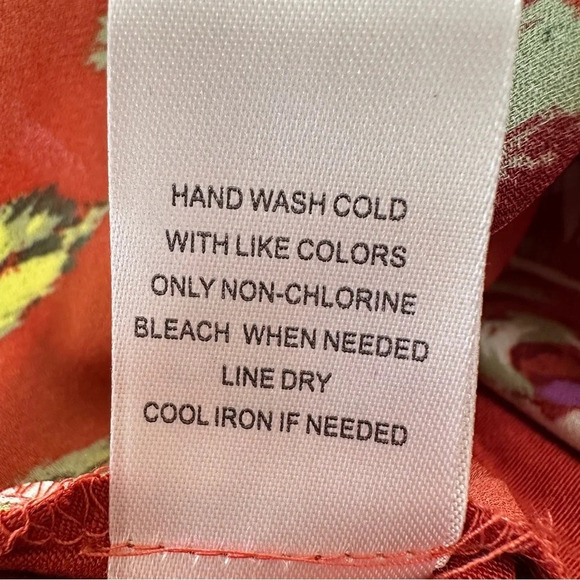 HAND WASH COLD
WITH LIKE COLORS
ONLY NON-CHLORINE
BLEACH WHEN NEEDED
LINE DRY
COOL IRON IF NEEDED